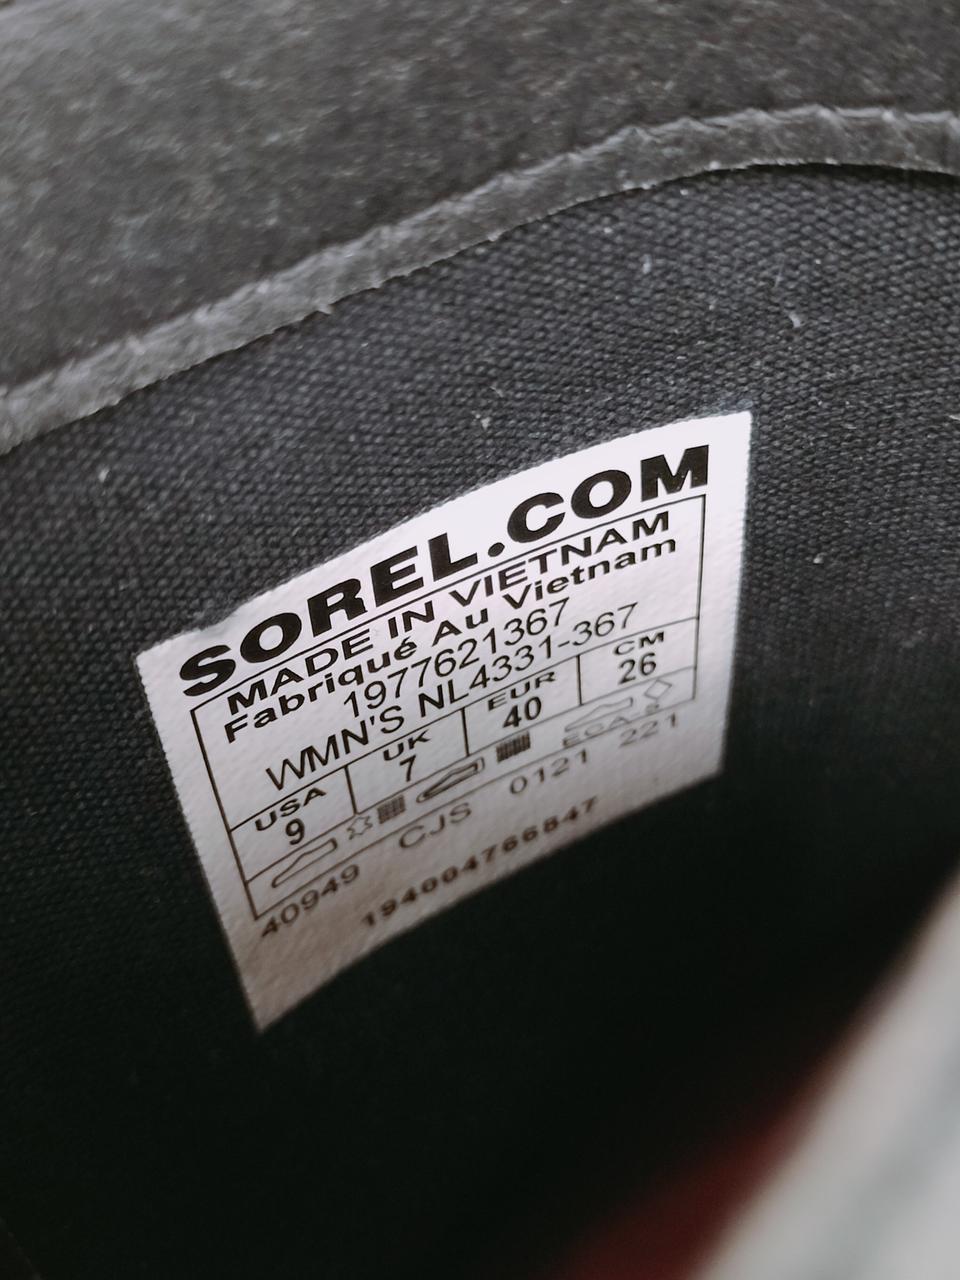 SOREL.COM
MADE IN VIETNAM
Fabriqué Au Vietnam
1977621367
WMN'S NL4331-367
USA UK EUR CM
9 7 40 26
40949 CJS 0121 221
194004766847